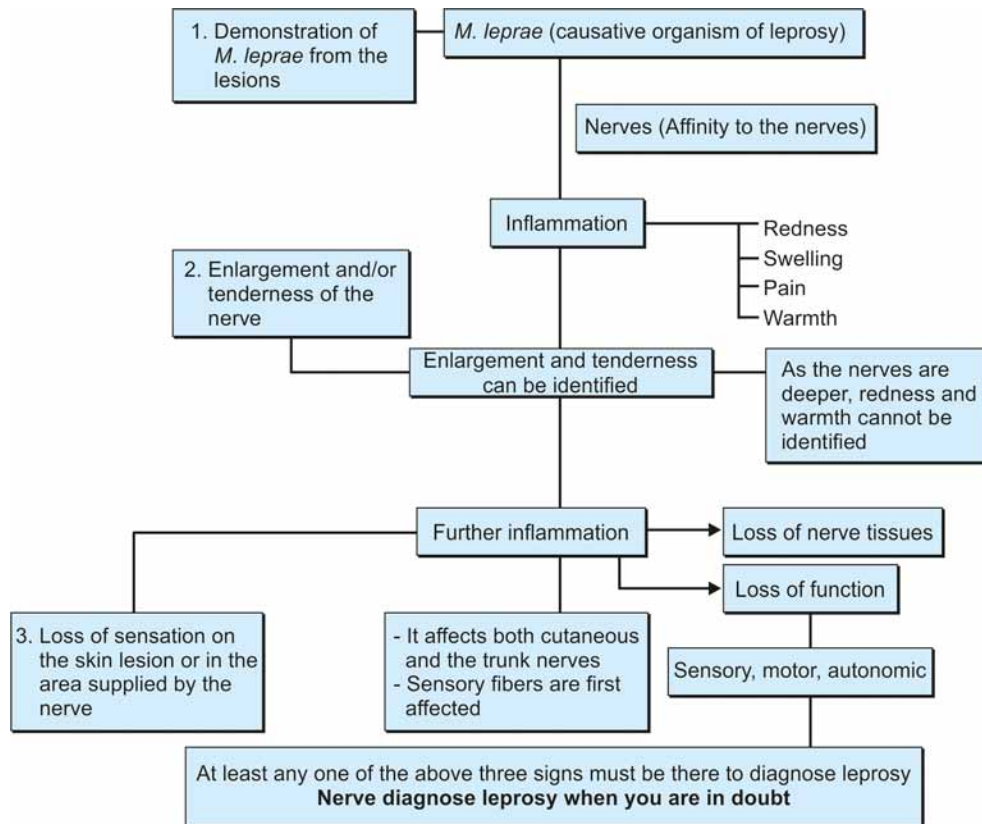 1. Demonstration of
M. leprae from the
lesions
M. leprae (causative organism of leprosy)
Nerves (Affinity to the nerves)
Inflammation
Redness
Swelling
Pain
Warmth
2. Enlargement and/or
tenderness of the
nerve
Enlargement and tenderness
can be identified
As the nerves are
deeper, redness and
warmth cannot be
identified
Further inflammation
Loss of nerve tissues
Loss of function
3. Loss of sensation on
the skin lesion or in the
area supplied by the
nerve
- It affects both cutaneous
and the trunk nerves
- Sensory fibers are first
affected
Sensory, motor, autonomic
At least any one of the above three signs must be there to diagnose leprosy
Nerve diagnose leprosy when you are in doubt